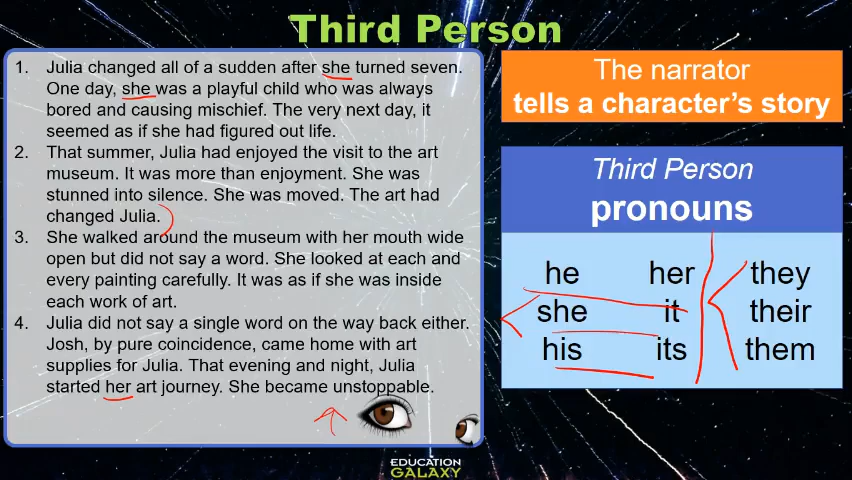 Third Person
1. Julia changed all of a sudden after she turned seven.
One day, she was a playful child who was always
bored and causing mischief. The very next day, it
seemed as if she had figured out life.
2. That summer, Julia had enjoyed the visit to the art
museum. It was more than enjoyment. She was
stunned into silence. She was moved. The art had
changed Julia.
3. She walked around the museum with her mouth wide
open but did not say a word. She looked at each and
every painting carefully. It was as if she was inside
each work of art.
4. Julia did not say a single word on the way back either.
Josh, by pure coincidence, came home with art
supplies for Julia. That evening and night, Julia
started her art journey. She became unstoppable.
The narrator
tells a character's story
Third Person
pronouns
he her they
she it their
his its them
EDUCATION
GALAXY